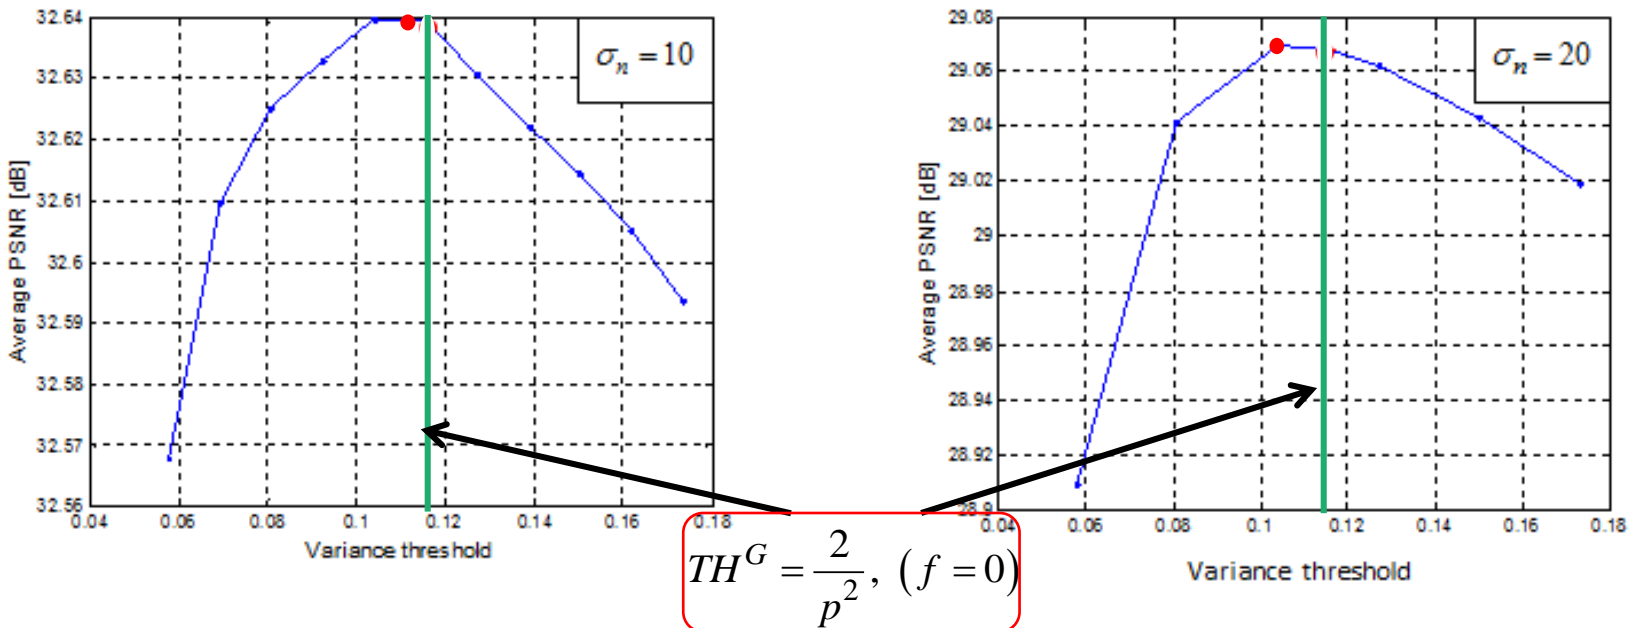 32.64
32.63
32.62
32.61
32.6
32.59
32.58
32.57
32.56
Average PSNR [dB]
σn = 10
0.04 0.06 0.08 0.1 0.12 0.14 0.16 0.18
Variance threshold
29.08
29.06
29.04
29.02
29
28.98
28.96
28.94
28.92
28.9
Average PSNR [dB]
σn = 20
0.04 0.06 0.08 0.1 0.12 0.14 0.16 0.18
Variance threshold
TH^G = 2/p^2, (f = 0)